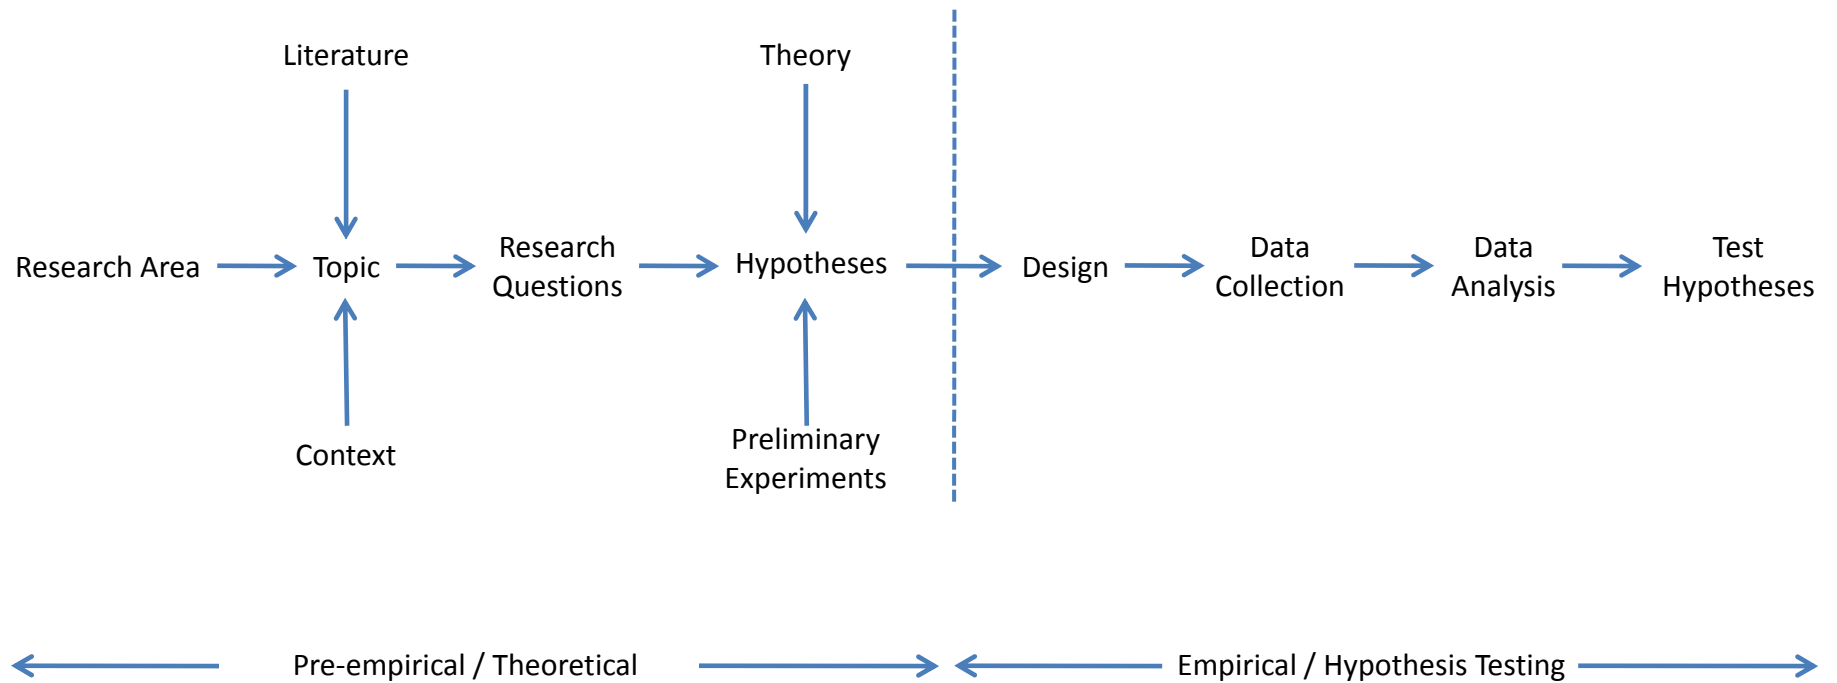 Literature
Theory
Research Area
Topic
Research
Questions
Hypotheses
Design
Data
Collection
Data
Analysis
Test
Hypotheses
Context
Preliminary
Experiments
Pre-empirical / Theoretical
Empirical / Hypothesis Testing